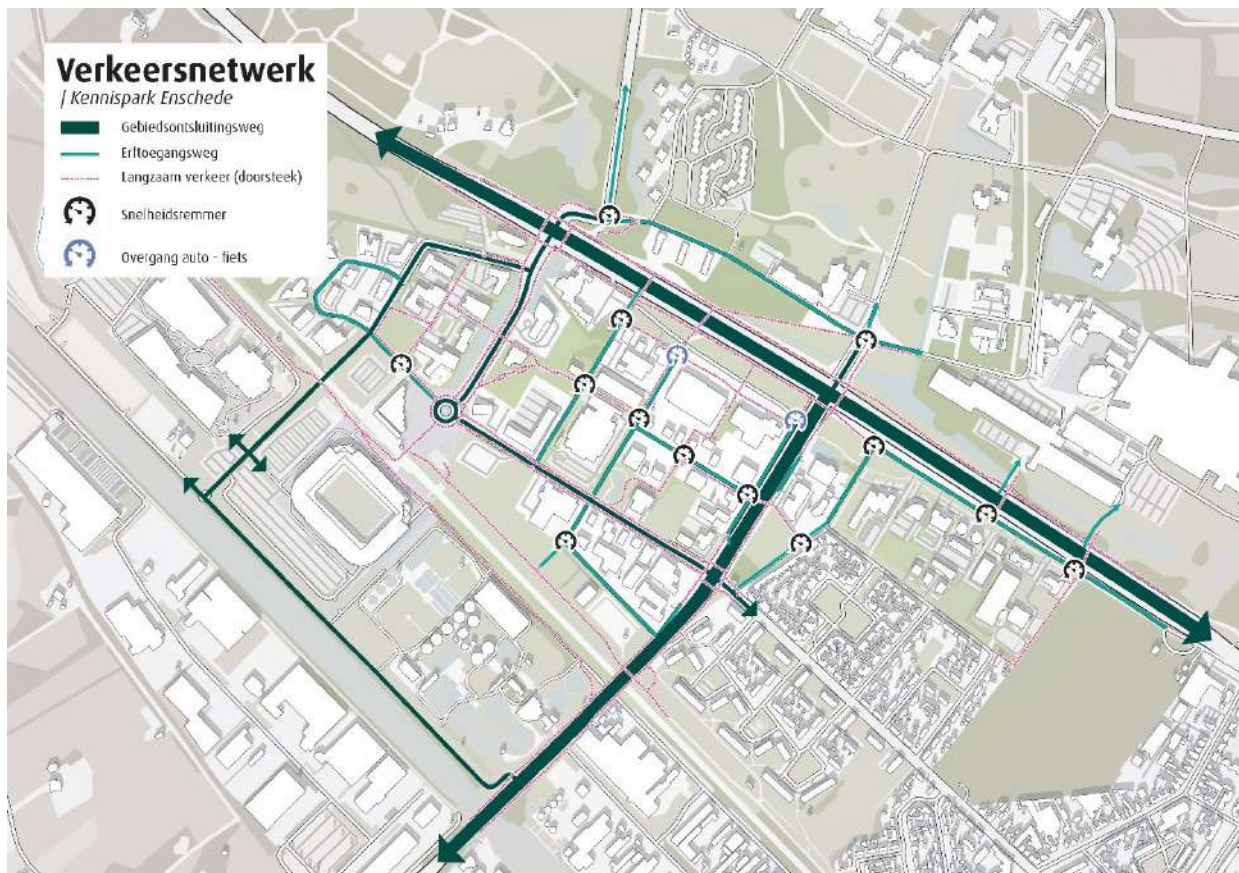 Verkeersnetwerk
| Kennispark Enschede
Gebiedsontsluitingsweg
Erftoegangsweg
Langzaam verkeer (doorsteek)
Snelheidsremmer
Overgang auto - fiets